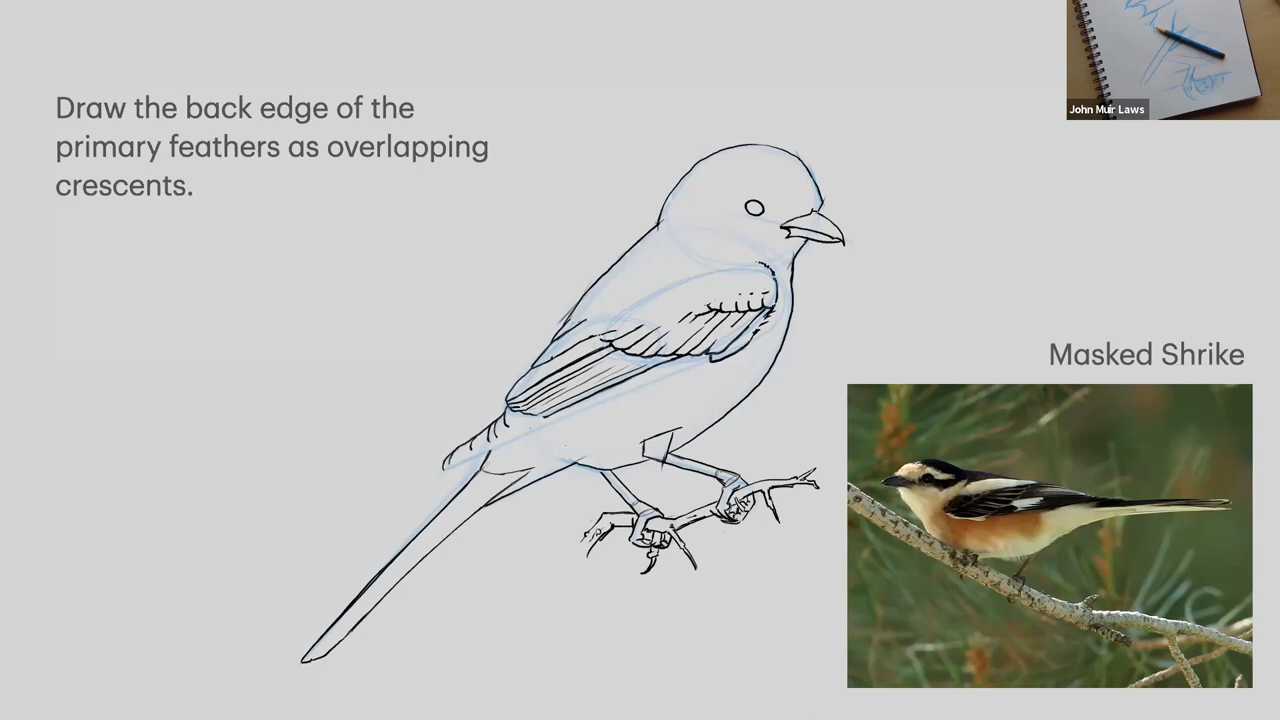 Draw the back edge of the
primary feathers as overlapping
crescents.
John Muir Laws
Masked Shrike